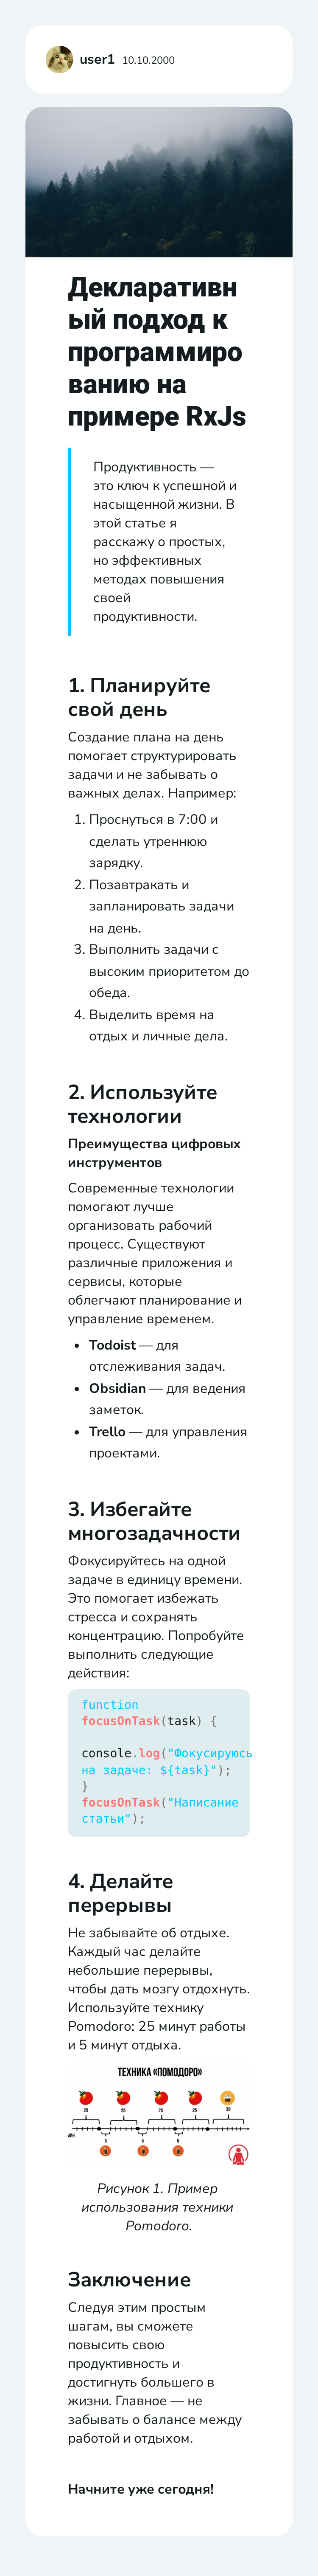 user1 10.10.2000
Декларативн
ый подход к
программиро
ванию на
примере RxJs
Продуктивность —
это ключ к успешной и
насыщенной жизни. В
этой статье я
расскажу о простых,
но эффективных
методах повышения
своей
продуктивности.
1. Планируйте
свой день
Создание плана на день
помогает структурировать
задачи и не забывать о
важных делах. Например:
1. Проснуться в 7:00 и
сделать утреннюю
зарядку.
2. Позавтракать и
запланировать задачи
на день.
3. Выполнить задачи с
высоким приоритетом до
обеда.
4. Выделить время на
отдых и личные дела.
2. Используйте
технологии
Преимущества цифровых
инструментов
Современные технологии
помогают лучше
организовать рабочий
процесс. Существуют
различные приложения и
сервисы, которые
облегчают планирование и
управление временем.
• Todoist — для
отслеживания задач.
• Obsidian — для ведения
заметок.
• Trello — для управления
проектами.
3. Избегайте
многозадачности
Фокусируйтесь на одной
задаче в единицу времени.
Это помогает избежать
стресса и сохранять
концентрацию. Попробуйте
выполнить следующие
действия:
function
focusOnTask(task) {
console.log("Фокусируюсь
на задаче: ${task}");
}
focusOnTask("Написание
статьи");
4. Делайте
перерывы
Не забывайте об отдыхе.
Каждый час делайте
небольшие перерывы,
чтобы дать мозгу отдохнуть.
Используйте технику
Pomodoro: 25 минут работы
и 5 минут отдыха.
ТЕХНИКА «ПОМОДОРО»
25 25 25 25 30
МИН.
5 5 5
Рисунок 1. Пример
использования техники
Pomodoro.
Заключение
Следуя этим простым
шагам, вы сможете
повысить свою
продуктивность и
достигнуть большего в
жизни. Главное — не
забывать о балансе между
работой и отдыхом.
Начните уже сегодня!